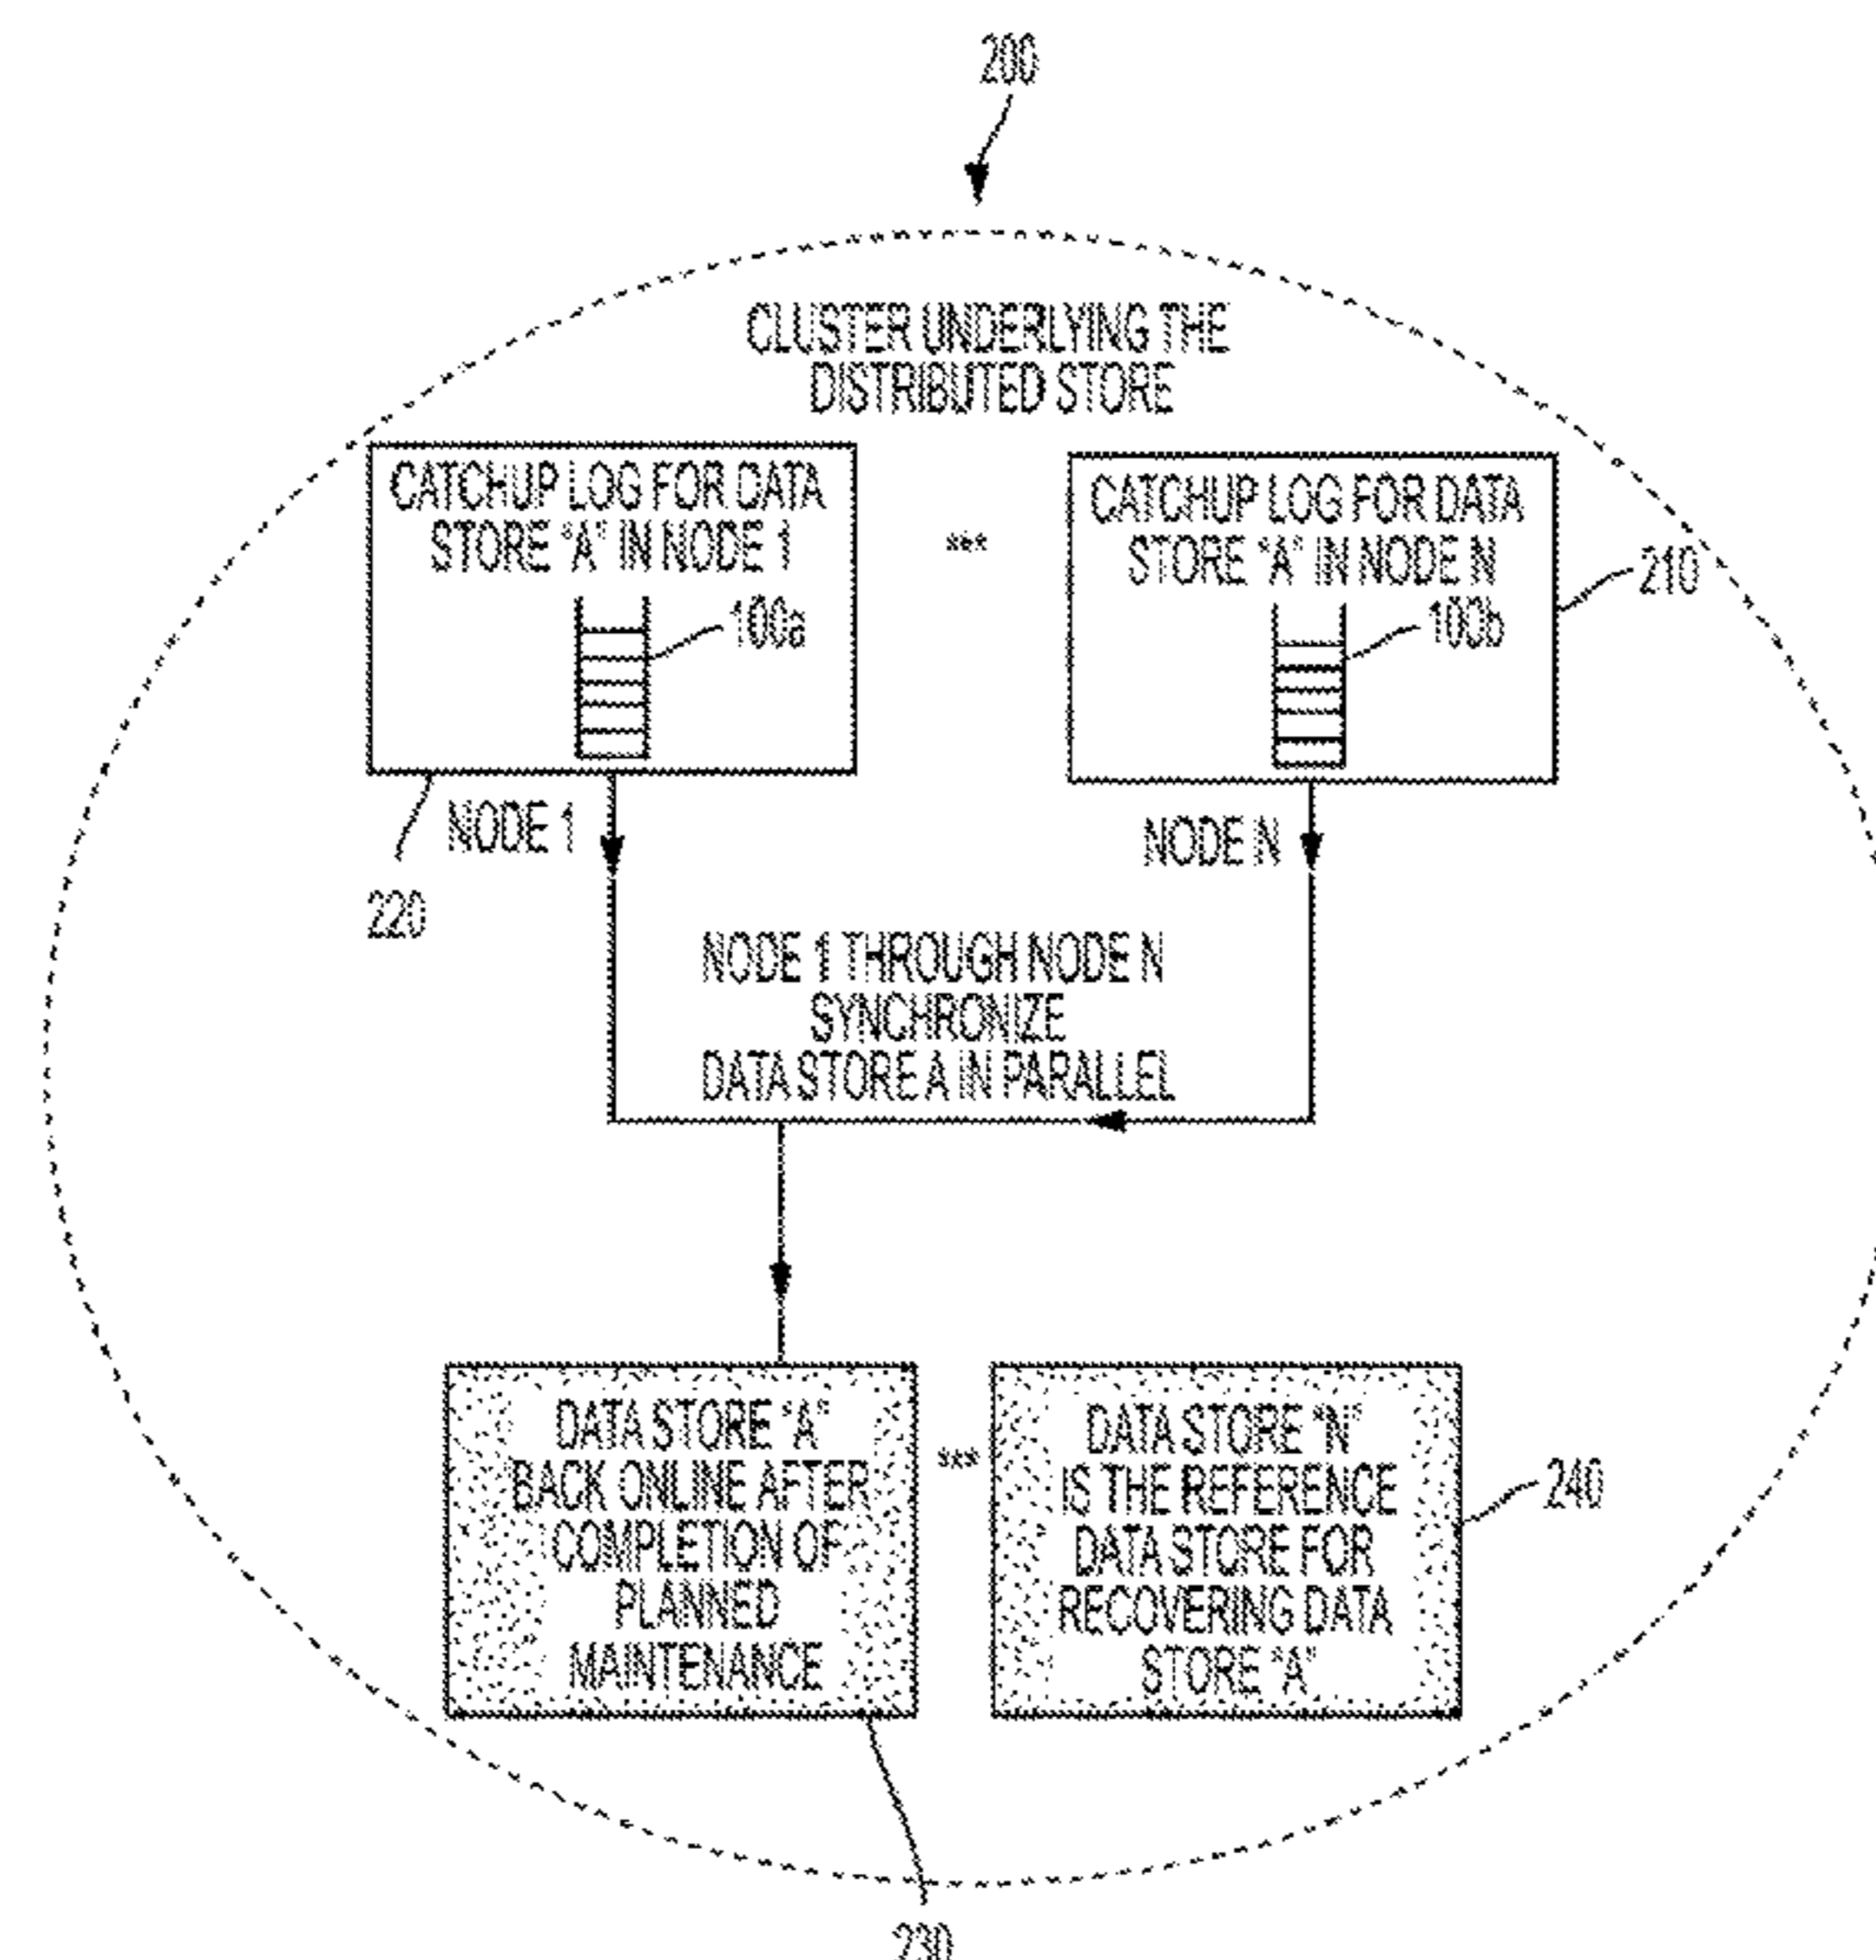 200
CLUSTER UNDERLYING THE
DISTRIBUTED STORE
CATCHUP LOG FOR DATA
STORE "A" IN NODE 1
100a
***
CATCHUP LOG FOR DATA
STORE "A" IN NODE N
100b
210
NODE 1
220
NODE N
NODE 1 THROUGH NODE N
SYNCHRONIZE
DATA STORE A IN PARALLEL
DATA STORE "A"
BACK ONLINE AFTER
COMPLETION OF
PLANNED
MAINTENANCE
***
DATA STORE "N"
IS THE REFERENCE
DATA STORE FOR
RECOVERING DATA
STORE "A"
240
230